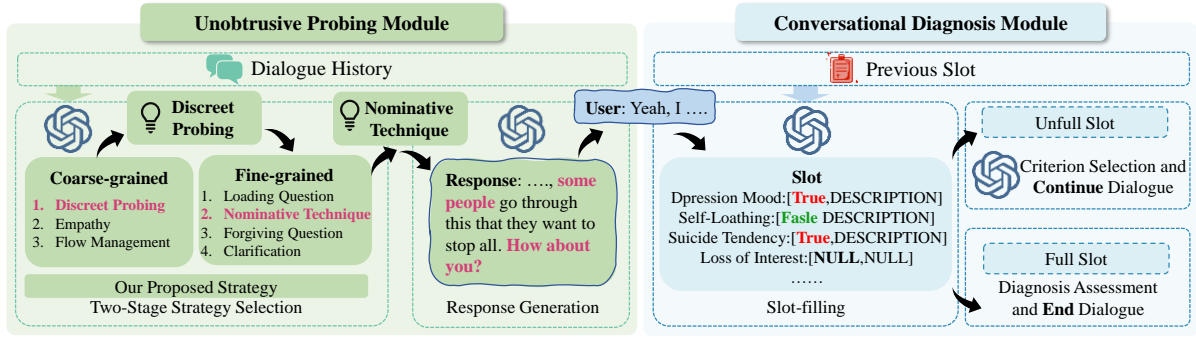 Unobtrusive Probing Module
Dialogue History
Discreet
Probing
Nominative
Technique
Coarse-grained
1. Discreet Probing
2. Empathy
3. Flow Management
Fine-grained
1. Loading Question
2. Nominative Technique
3. Forgiving Question
4. Clarification
Our Proposed Strategy
Two-Stage Strategy Selection
Response: …., some
people go through
this that they want to
stop all. How about
you?
Response Generation
User: Yeah, I ….
Conversational Diagnosis Module
Previous Slot
Slot
Dpression Mood:[True,DESCRIPTION]
Self-Loathing:[Fasle DESCRIPTION]
Suicide Tendency:[True,DESCRIPTION]
Loss of Interest:[NULL,NULL]
……
Slot-filling
Unfull Slot
Criterion Selection and
Continue Dialogue
Full Slot
Diagnosis Assessment
and End Dialogue